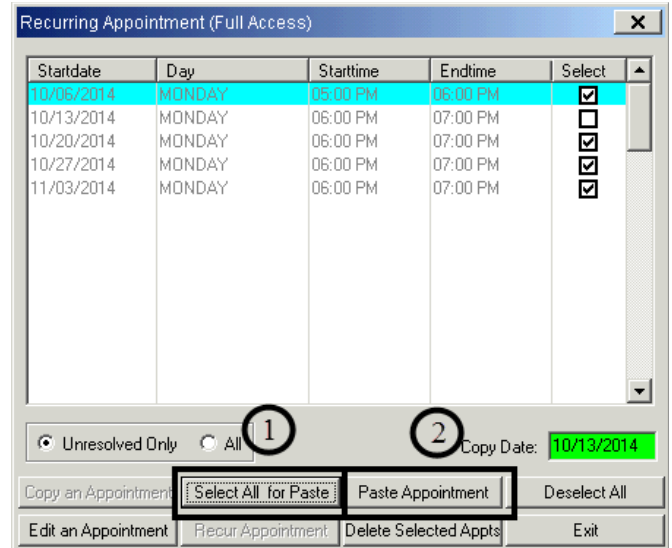 Recurring Appointment (Full Access)
Startdate Day Starttime Endtime Select
10/06/2014 MONDAY 05:00 PM 06:00 PM
10/13/2014 MONDAY 06:00 PM 07:00 PM
10/20/2014 MONDAY 06:00 PM 07:00 PM
10/27/2014 MONDAY 06:00 PM 07:00 PM
11/03/2014 MONDAY 06:00 PM 07:00 PM
Unresolved Only All 1 2 Copy Date: 10/13/2014
Copy an Appointment Select All for Paste Paste Appointment Deselect All
Edit an Appointment Recur Appointment Delete Selected Appts Exit